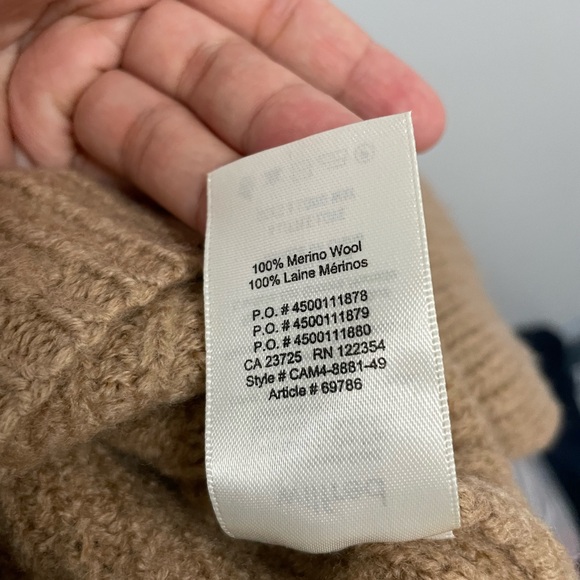 100% Merino Wool
100% Laine Mérinos
P.O. # 4500111878
P.O. # 4500111879
P.O. # 4500111880
CA 23725 RN 122354
Style # CAM4-8881-49
Article # 69786